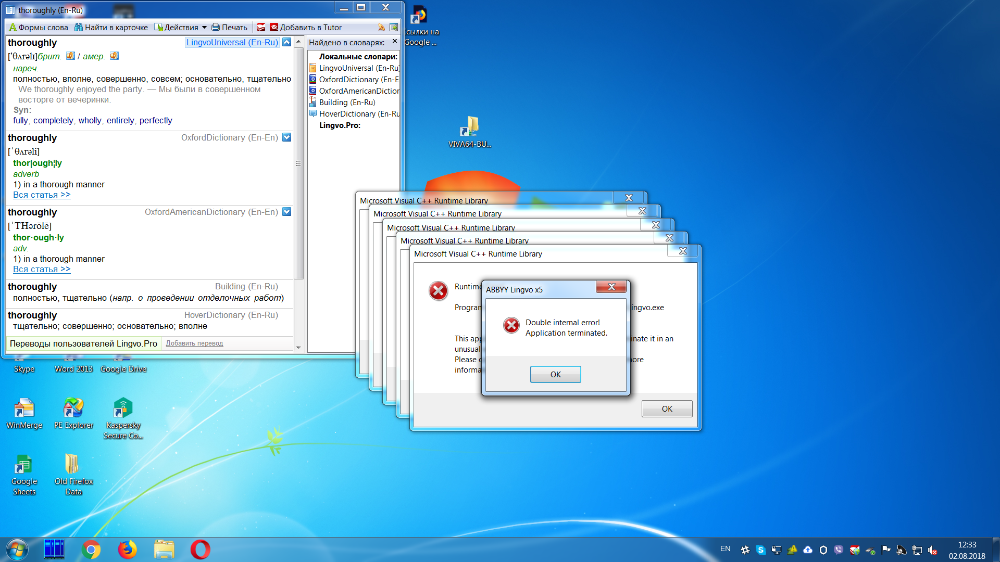 thoroughly (En-Ru)
Формы слова Найти в карточке Действия Печать Добавить в Tutor
thoroughly LingvoUniversal (En-Ru)
['θʌrəlɪ]брит. / амер.
нареч.
полностью, вполне, совершенно, совсем; основательно, тщательно
We thoroughly enjoyed the party. — Мы были в совершенном
восторге от вечеринки.
Syn:
fully, completely, wholly, entirely, perfectly
thoroughly OxfordDictionary (En-En)
[ˈθʌrəli]
thor|ough¦ly
adverb
1) in a thorough manner
Вся статья >>
thoroughly OxfordAmericanDictionary (En-En)
[ˈTHərōlē]
thor·ough·ly
adv.
1) in a thorough manner
Вся статья >>
thoroughly Building (En-Ru)
полностью, тщательно (напр. о проведении отделочных работ)
thoroughly HoverDictionary (En-Ru)
тщательно; совершенно; основательно; вполне
Переводы пользователей Lingvo.Pro Добавить перевод
Найдено в словарях:
Локальные словари:
LingvoUniversal (En-Ru)
OxfordDictionary (En-E
OxfordAmericanDiction
Building (En-Ru)
HoverDictionary (En-Ru
Lingvo.Pro:
Ссылки на
Google ...
VIVA64-BU...
Microsoft Visual C++ Runtime Library
Microsoft Visual C++ Runtime Library
Microsoft Visual C++ Runtime Library
Microsoft Visual C++ Runtime Library
Microsoft Visual C++ Runtime Library
Runtime
Program ingvo.exe
This app inate it in an
unusual
Please c ore
informa
OK
ABBYY Lingvo x5
Double internal error!
Application terminated.
OK
Skype
Word 2013
Google Drive
WinMerge
PE Explorer
Kaspersky
Secure Co...
Google
Sheets
Old Firefox
Data
EN
12:33
02.08.2018